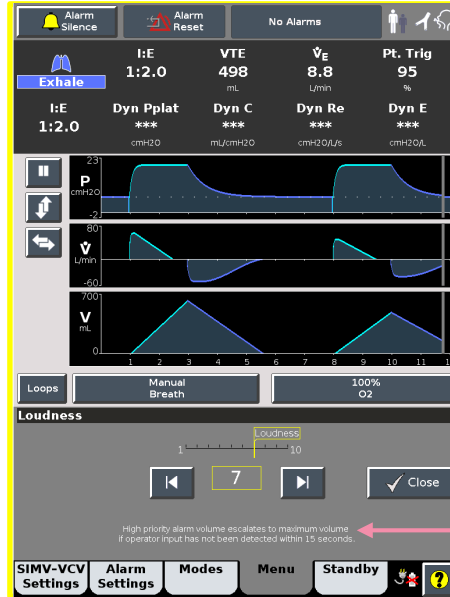 Alarm
Silence
Alarm
Reset
No Alarms
I:E
VTE
V̇E
Pt. Trig
1:2.0
498
8.8
95
mL
L/min
%
Exhale
I:E
Dyn Pplat
Dyn C
Dyn Re
Dyn E
1:2.0
***
***
***
***
cmH2O
mL/cmH2O
cmH2O/L/s
cmH2O/L
23
P
cmH2O
-2
80
V̇
L/min
-60
700
V
mL
0
1 2 3 4 5 6 7 8 9 10 11
Loops
Manual
Breath
100%
O2
Loudness
Loudness
1
10
7
Close
High priority alarm volume escalates to maximum volume
if operator input has not been detected within 15 seconds.
SIMV-VCV
Settings
Alarm
Settings
Modes
Menu
Standby
?